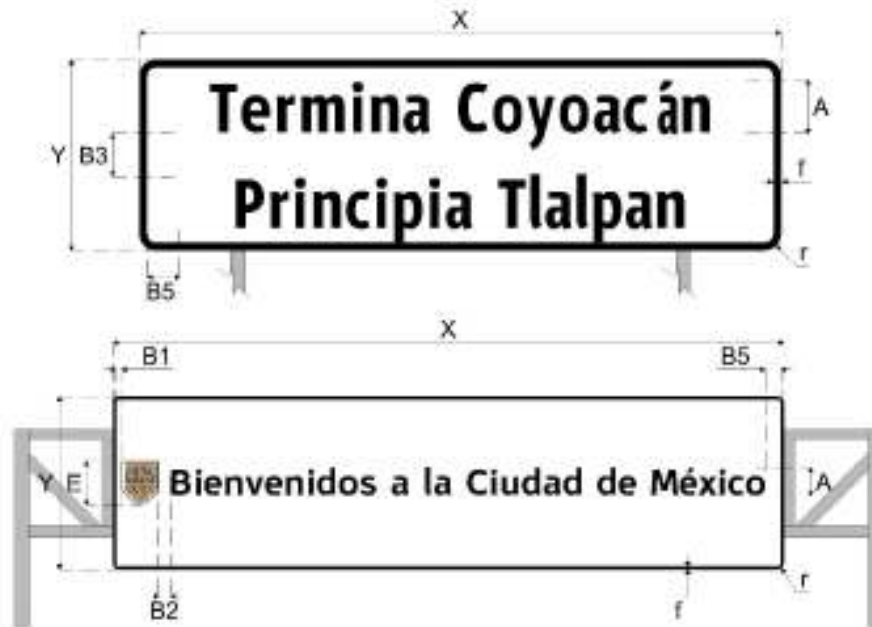 X
Termina Coyoacán
A
Y B3
f
Principia Tlalpan
r
B5
X
B1 B5
Y E Bienvenidos a la Ciudad de México A
r
B2 f